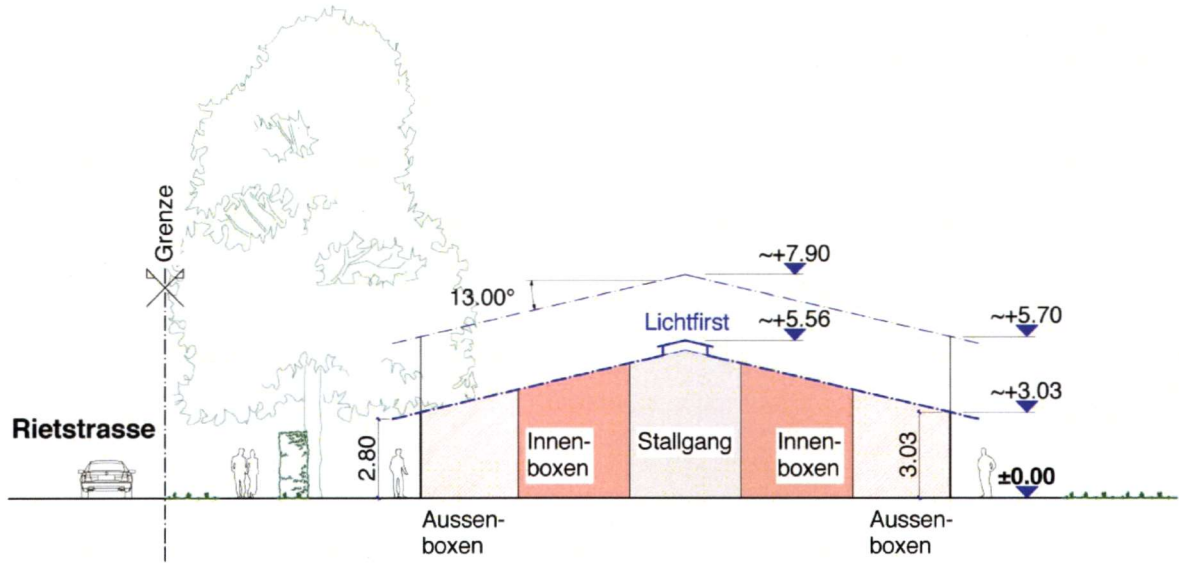 Grenze
~+7.90
13.00°
Lichtfirst
~+5.56
~+5.70
~+3.03
Rietstrasse
2.80
Innen-
boxen
Stallgang
Innen-
boxen
3.03
±0.00
Aussen-
boxen
Aussen-
boxen